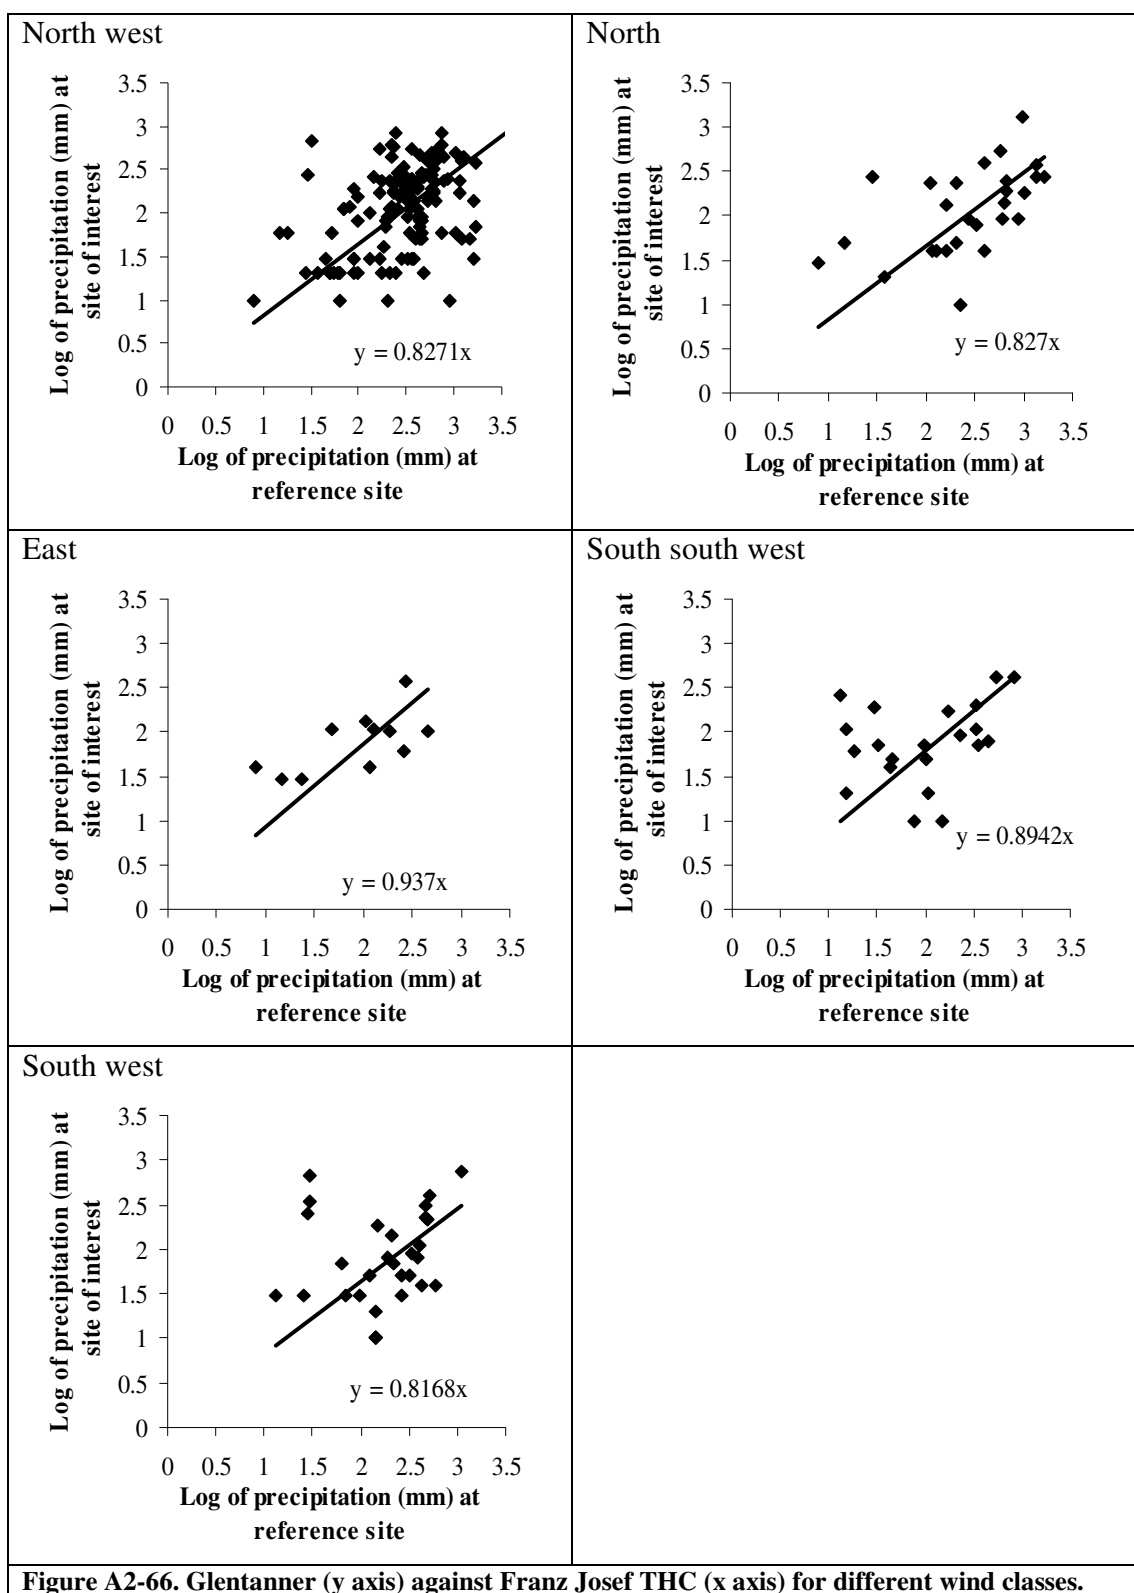 North west
Log of precipitation (mm) at
site of interest
3.5
3
2.5
2
1.5
1
0.5
0
y = 0.8271x
0 0.5 1 1.5 2 2.5 3 3.5
Log of precipitation (mm) at
reference site
North
Log of precipitation (mm) at
site of interest
3.5
3
2.5
2
1.5
1
0.5
0
y = 0.827x
0 0.5 1 1.5 2 2.5 3 3.5
Log of precipitation (mm) at
reference site
East
Log of precipitation (mm) at
site of interest
3.5
3
2.5
2
1.5
1
0.5
0
y = 0.937x
0 0.5 1 1.5 2 2.5 3 3.5
Log of precipitation (mm) at
reference site
South south west
Log of precipitation (mm) at
site of interest
3.5
3
2.5
2
1.5
1
0.5
0
y = 0.8942x
0 0.5 1 1.5 2 2.5 3 3.5
Log of precipitation (mm) at
reference site
South west
Log of precipitation (mm) at
site of interest
3.5
3
2.5
2
1.5
1
0.5
0
y = 0.8168x
0 0.5 1 1.5 2 2.5 3 3.5
Log of precipitation (mm) at
reference site
Figure A2-66. Glentanner (y axis) against Franz Josef THC (x axis) for different wind classes.